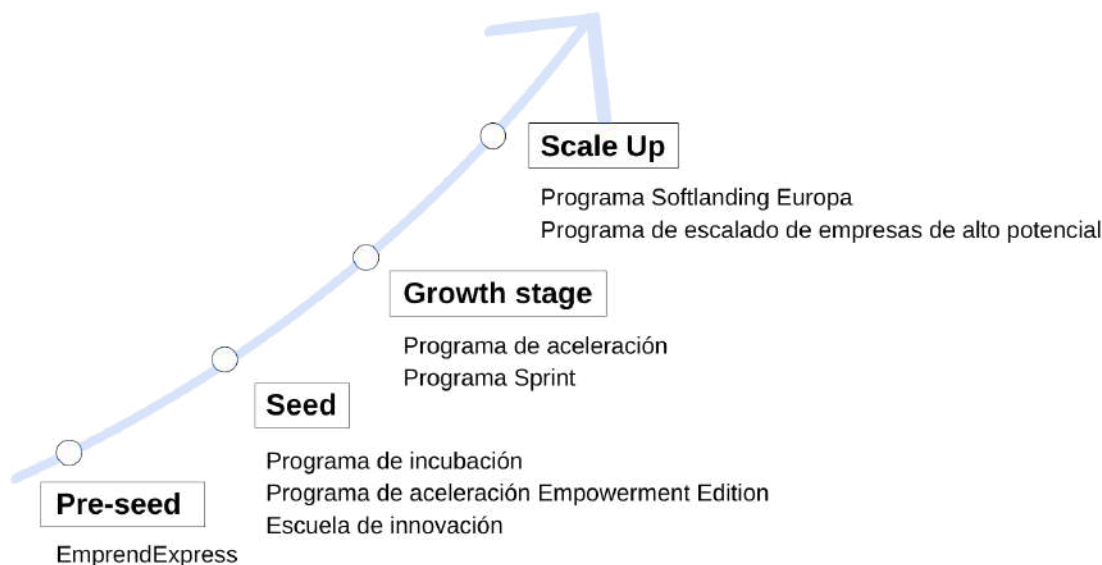 Scale Up
Programa Softlanding Europa
Programa de escalado de empresas de alto potencial
Growth stage
Programa de aceleración
Programa Sprint
Seed
Programa de incubación
Programa de aceleración Empowerment Edition
Escuela de innovación
Pre-seed
EmprendExpress